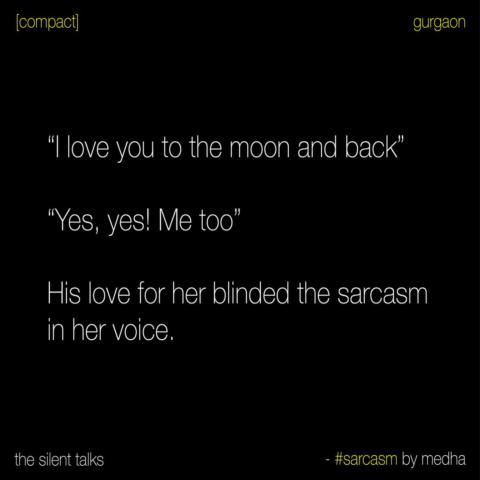 [compact]
gurgaon
“I love you to the moon and back”
“Yes, yes! Me too”
His love for her blinded the sarcasm
in her voice.
the silent talks
- #sarcasm by medha